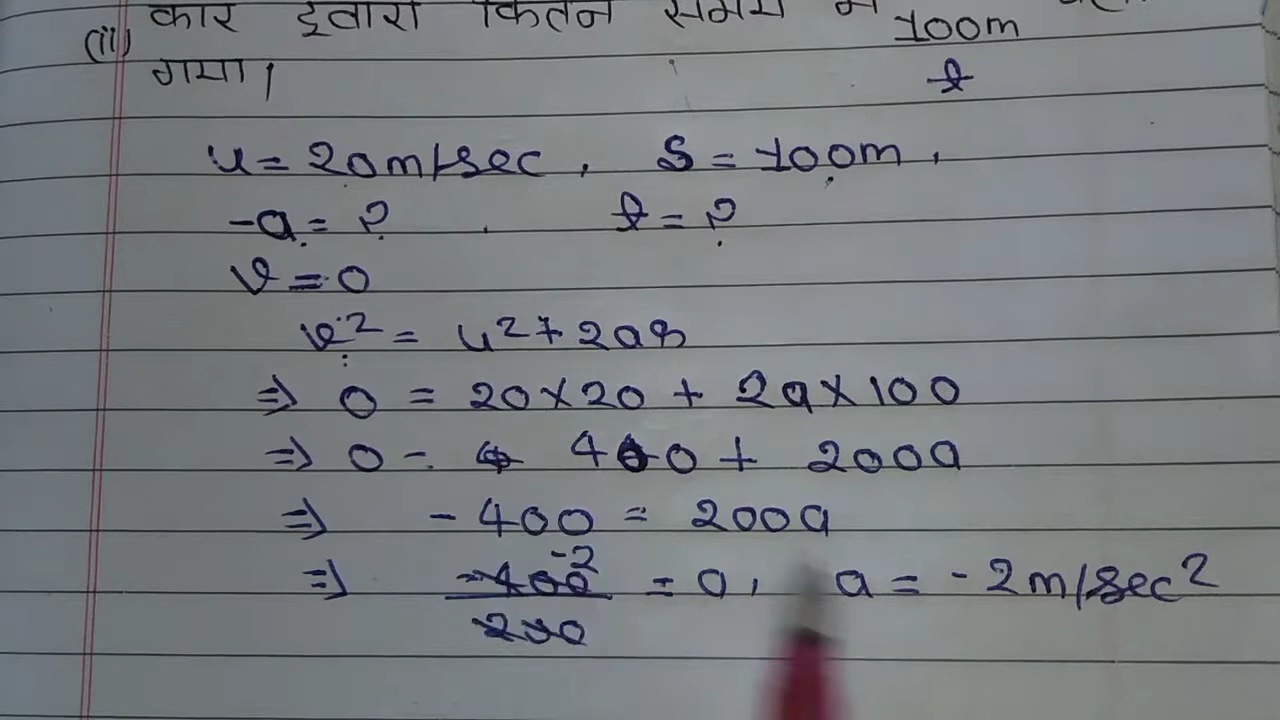 (ii) कार द्वारा कितने समय में 100m
गया। t
u = 20m/sec, S = 100m,
-a = ? t = ?
v = 0
v² = u² + 2as
⇒ 0 = 20×20 + 2a×100
⇒ 0 = 400 + 200a
⇒ -400 = 200a
⇒ -400/200 -2 = a, a = -2m/sec²